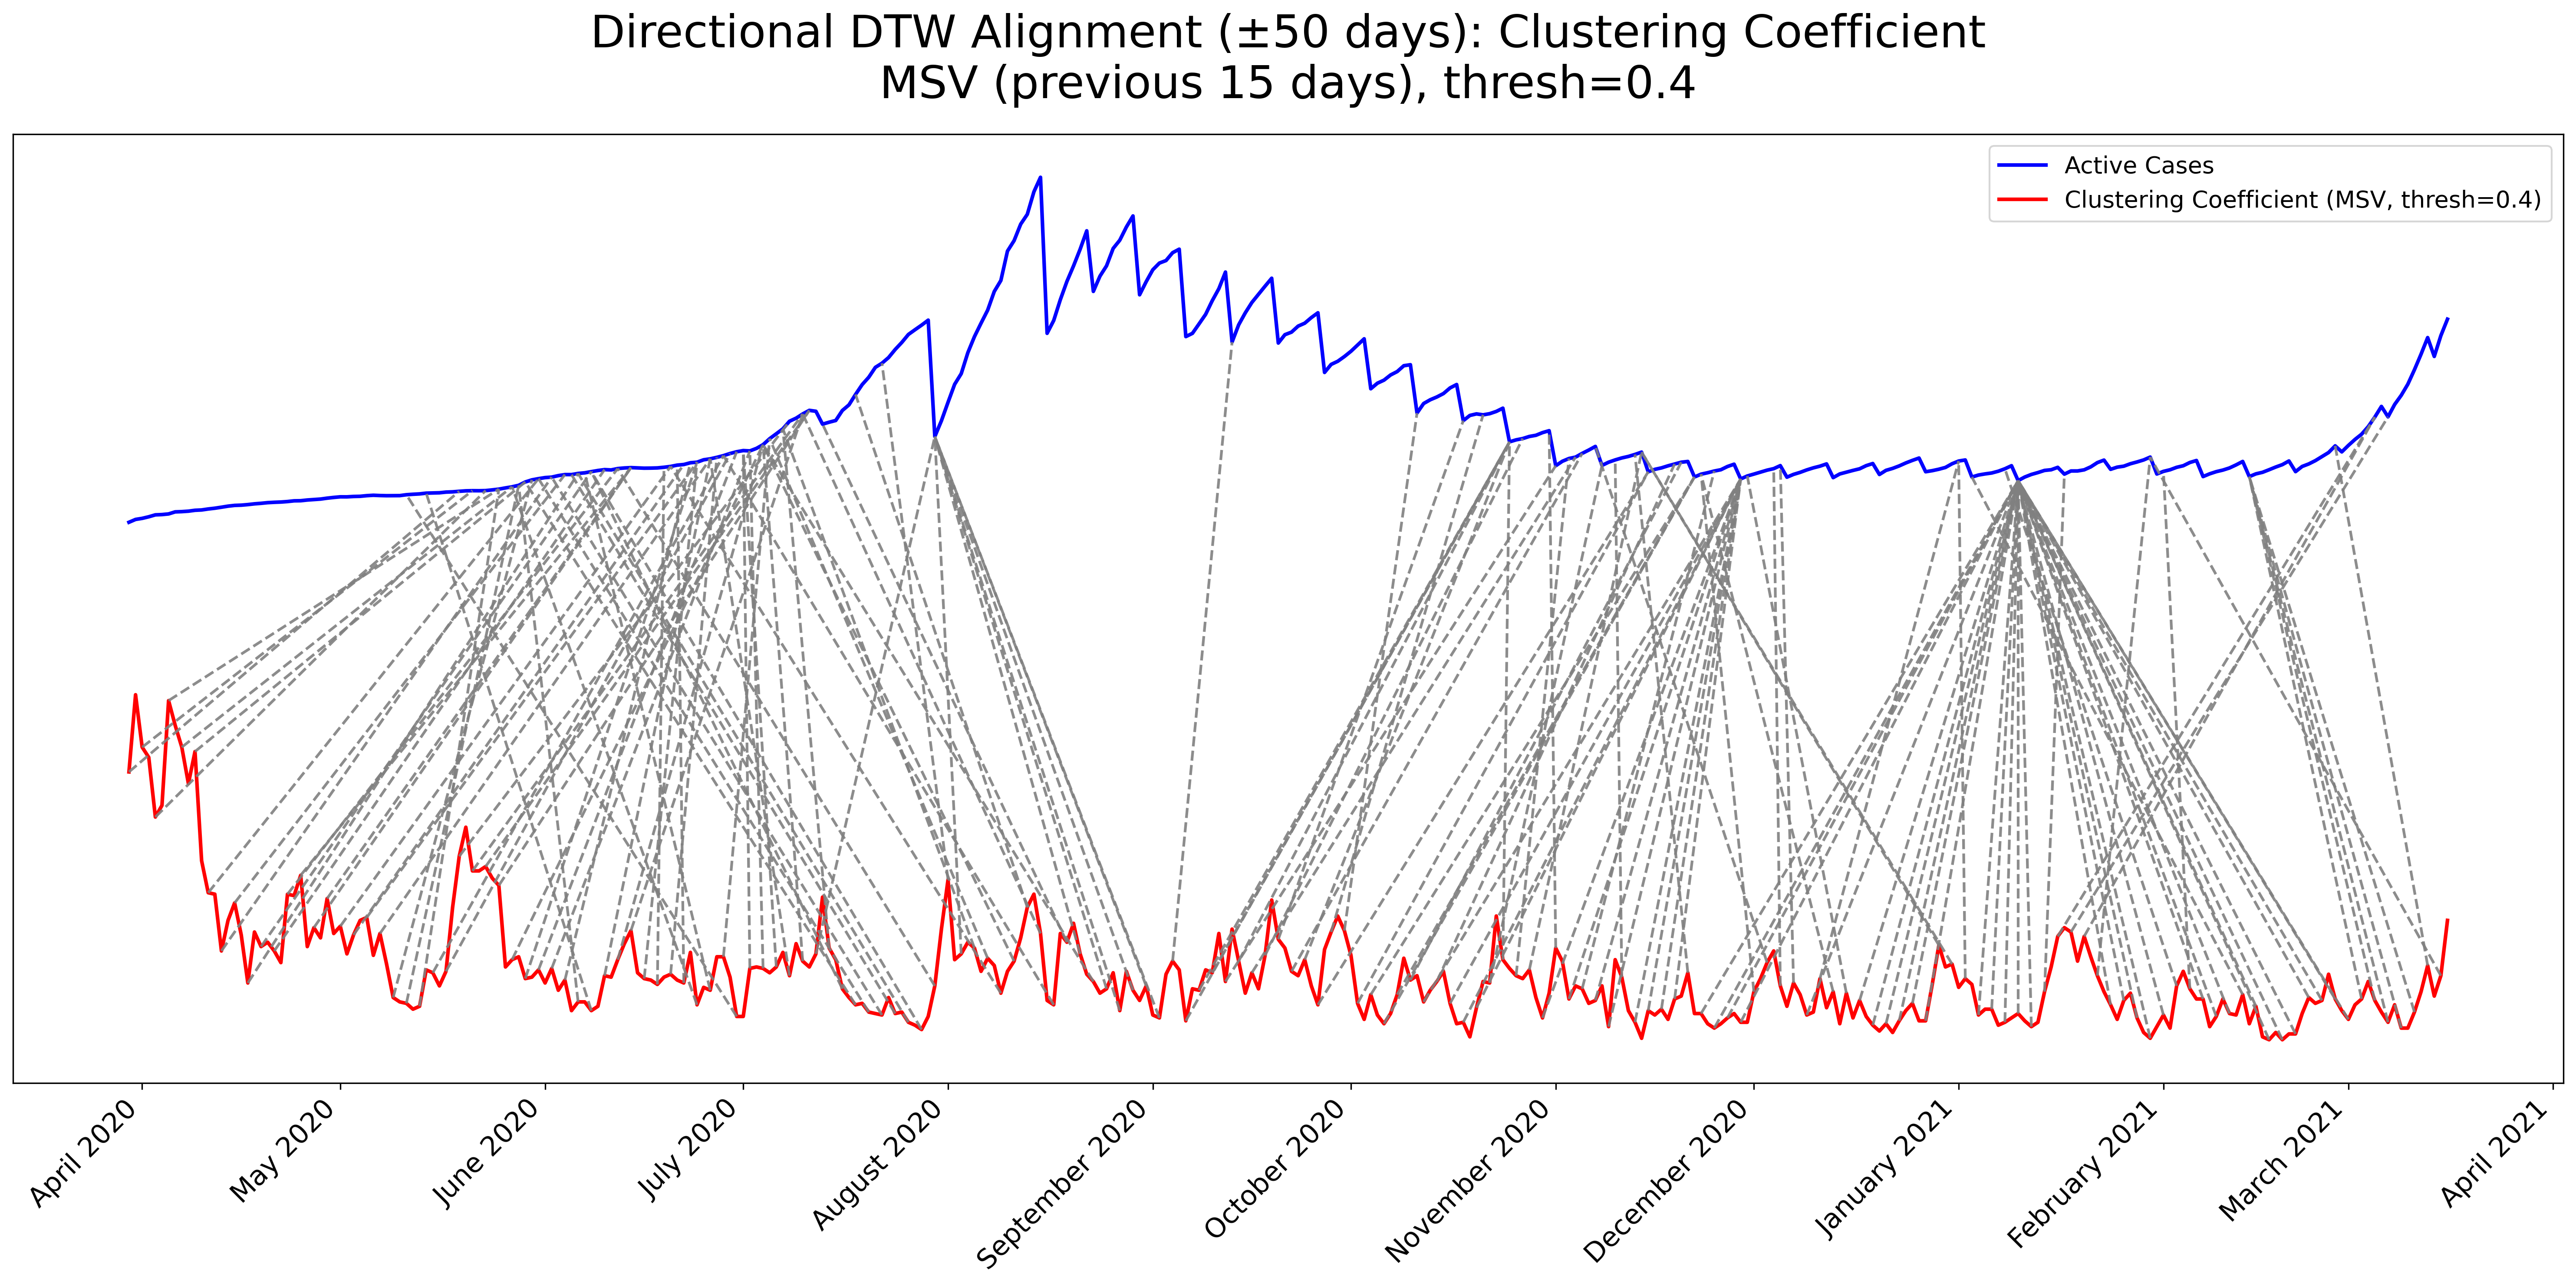 Directional DTW Alignment (±50 days): Clustering Coefficient
MSV (previous 15 days), thresh=0.4
Active Cases
Clustering Coefficient (MSV, thresh=0.4)
April 2020
May 2020
June 2020
July 2020
August 2020
September 2020
October 2020
November 2020
December 2020
January 2021
February 2021
March 2021
April 2021